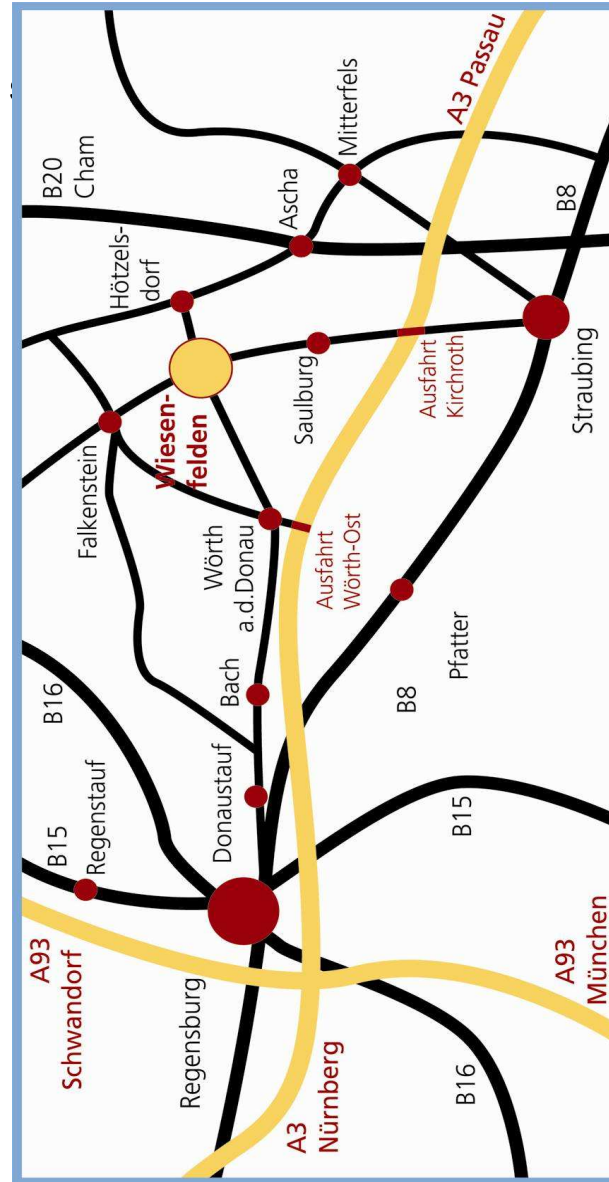 A93
Schwandorf
B15
Regenstauf
B16
B20
Cham
Falkenstein
Hötzels-
dorf
Wiesen-
felden
Regensburg
Donaustauf
Bach
Wörth
a.d.Donau
Ascha
Mitterfels
Saulburg
A3
Nürnberg
Ausfahrt
Wörth-Ost
Ausfahrt
Kirchroth
A3 Passau
B8
Pfatter
B16
B15
B8
A93
München
Straubing